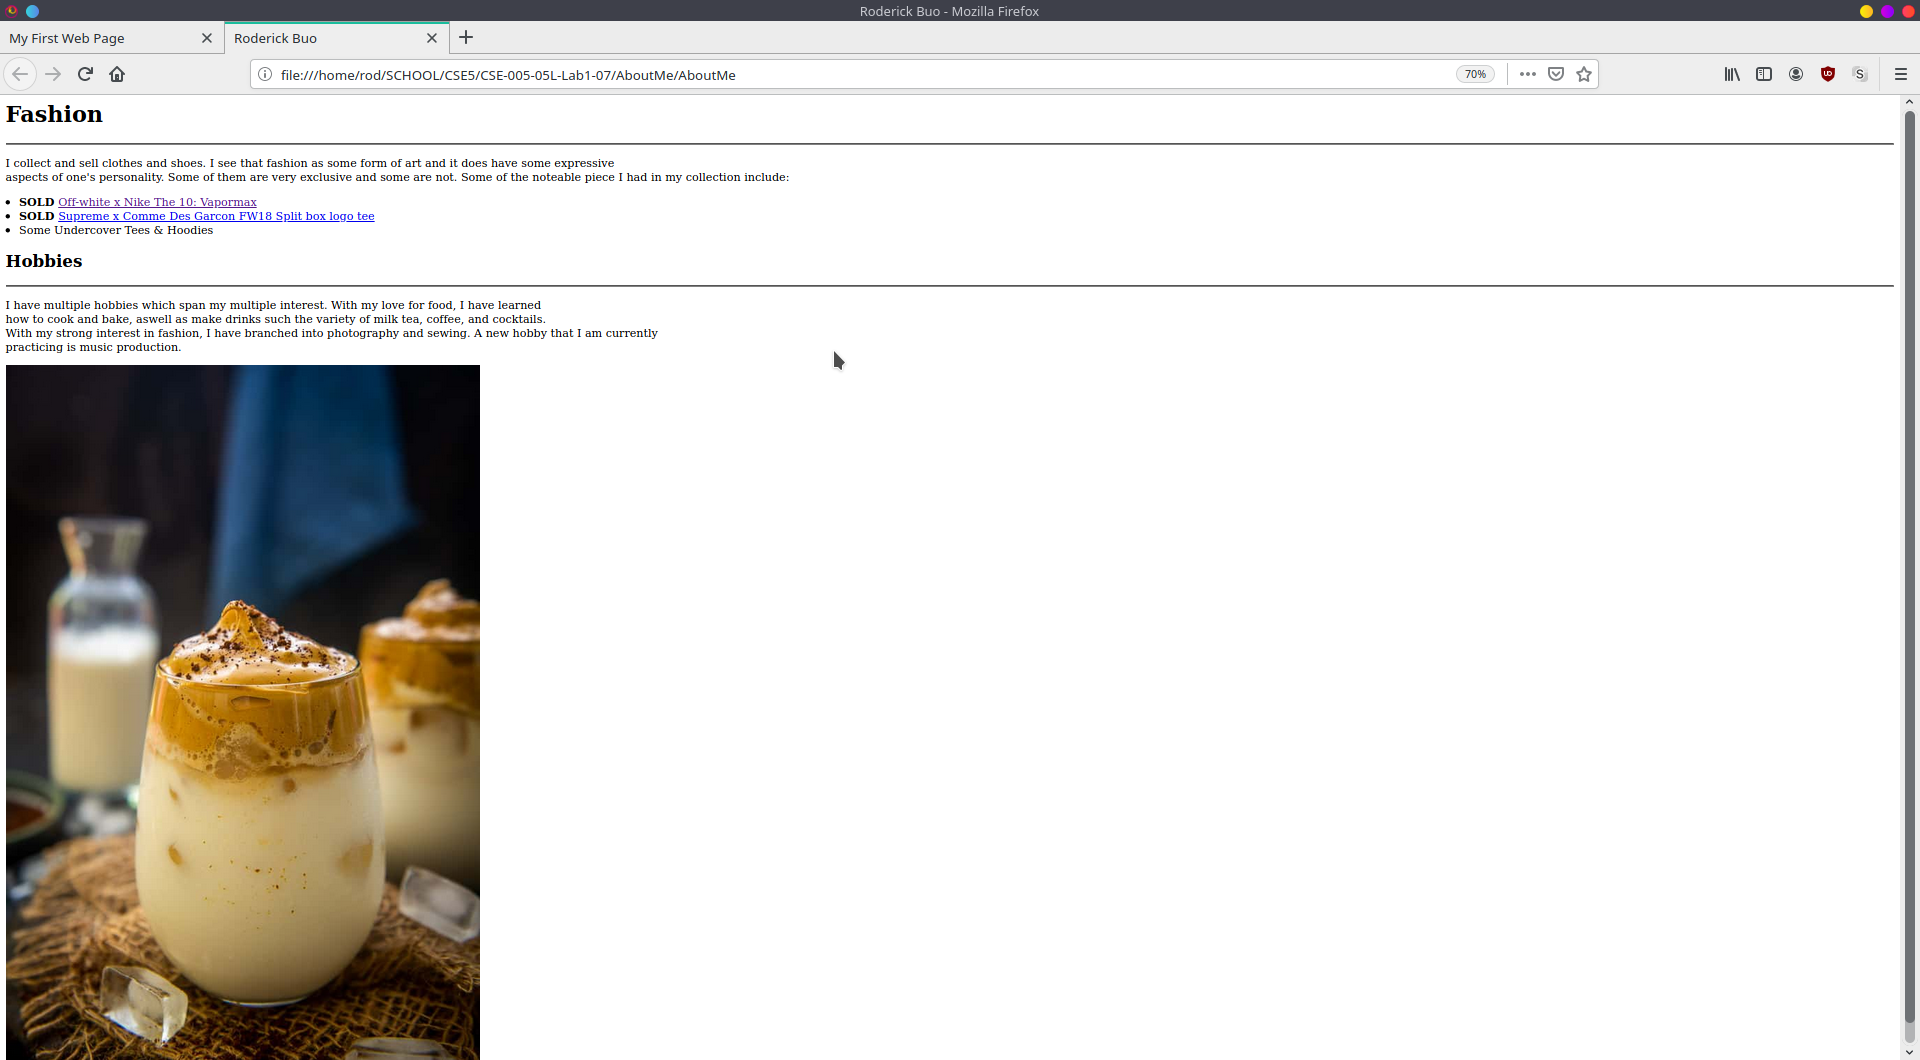 Roderick Buo - Mozilla Firefox
My First Web Page
Roderick Buo
file:///home/rod/SCHOOL/CSE5/CSE-005-05L-Lab1-07/AboutMe/AboutMe
70%
S
Fashion
I collect and sell clothes and shoes. I see that fashion as some form of art and it does have some expressive
aspects of one's personality. Some of them are very exclusive and some are not. Some of the noteable piece I had in my collection include:
• SOLD Off-white x Nike The 10: Vapormax
• SOLD Supreme x Comme Des Garcon FW18 Split box logo tee
• Some Undercover Tees & Hoodies
Hobbies
I have multiple hobbies which span my multiple interest. With my love for food, I have learned
how to cook and bake, aswell as make drinks such the variety of milk tea, coffee, and cocktails.
With my strong interest in fashion, I have branched into photography and sewing. A new hobby that I am currently
practicing is music production.